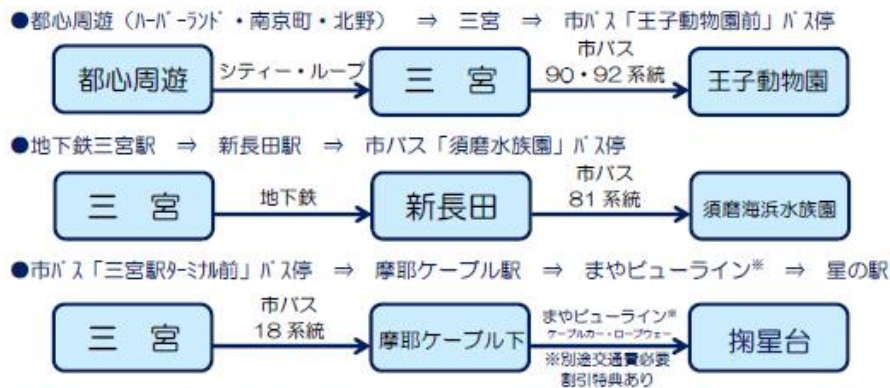 ●都心周遊（ﾊｰﾊﾞｰﾗﾝﾄﾞ・南京町・北野） ⇒ 三宮 ⇒ 市バス「王子動物園前」バス停
都心周遊
シティー・ループ
三 宮
市バス
90・92系統
王子動物園
●地下鉄三宮駅 ⇒ 新長田駅 ⇒ 市バス「須磨水族園」バス停
三 宮
地下鉄
新長田
市バス
81系統
須磨海浜水族園
●市バス「三宮駅ﾀｰﾐﾅﾙ前」バス停 ⇒ 摩耶ケーブル駅 ⇒ まやビューライン※ ⇒ 星の駅
三 宮
市バス
18系統
摩耶ケーブル下
まやビューライン※
ケーブルカー・ロープウェー
※別途交通費必要
割引特典あり
掬星台